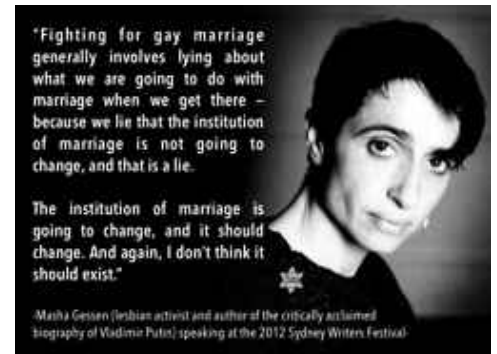 "Fighting for gay marriage
generally involves lying about
what we are going to do with
marriage when we get there –
because we lie that the institution
of marriage is not going to
change, and that is a lie.
The institution of marriage is
going to change, and it should
change. And again, I don't think it
should exist."
-Masha Gessen (lesbian activist and author of the critically acclaimed
biography of Vladimir Putin) speaking at the 2012 Sydney Writers Festival-